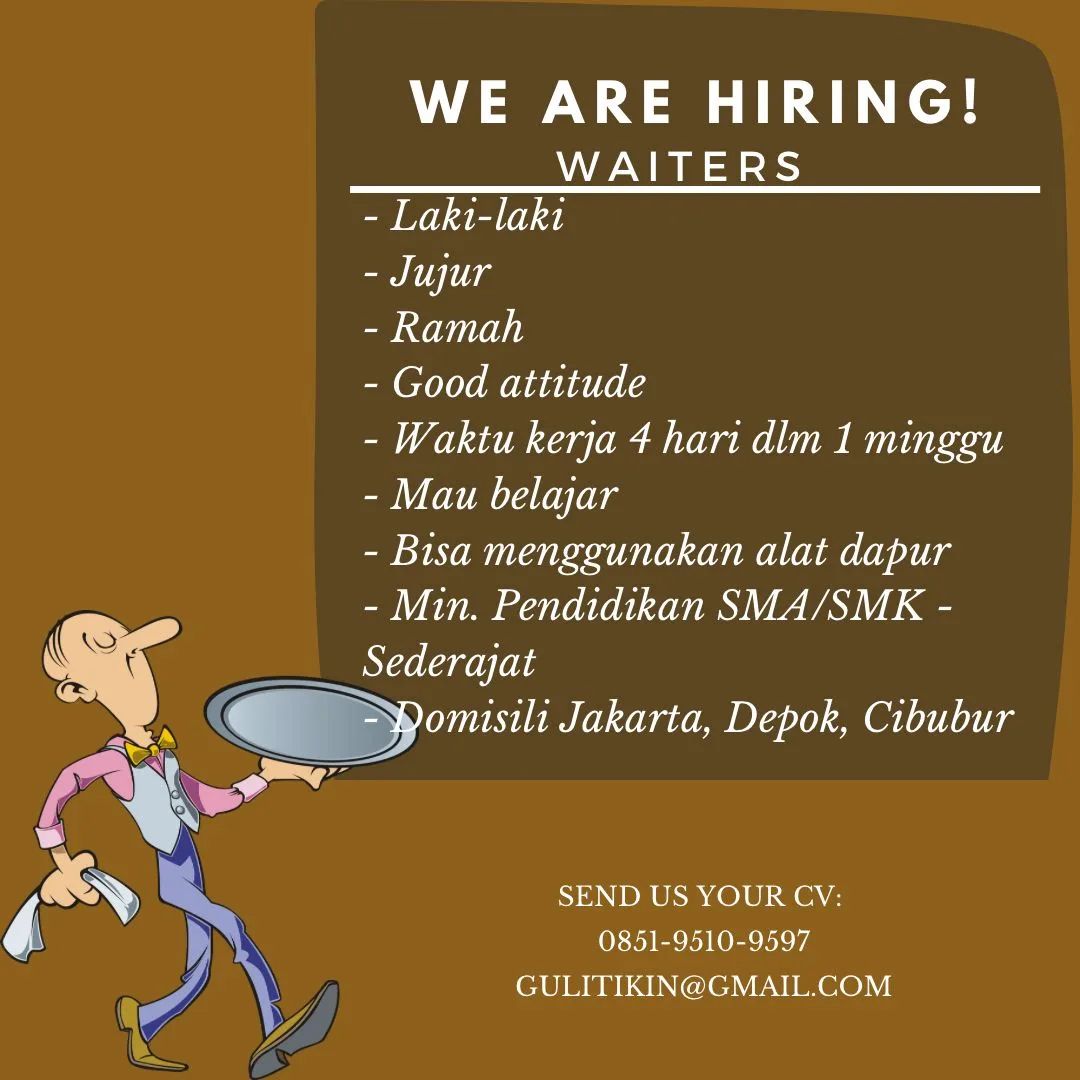 WE ARE HIRING!
WAITERS
- Laki-laki
- Jujur
- Ramah
- Good attitude
- Waktu kerja 4 hari dlm 1 minggu
- Mau belajar
- Bisa menggunakan alat dapur
- Min. Pendidikan SMA/SMK -
Sederajat
- Domisili Jakarta, Depok, Cibubur
SEND US YOUR CV:
0851-9510-9597
GULITIKIN@GMAIL.COM